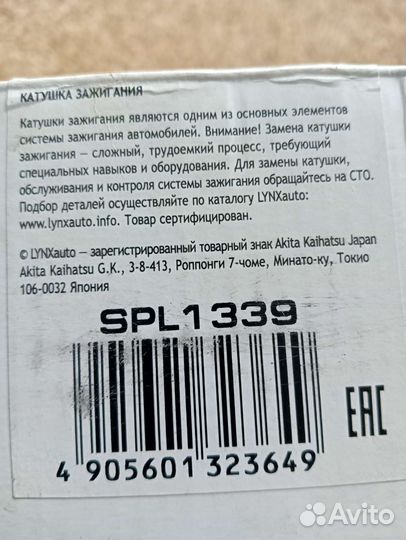 КАТУШКА ЗАЖИГАНИЯ
Катушки зажигания являются одним из основных элементов
системы зажигания автомобилей. Внимание! Замена катушки
зажигания – сложный, трудоемкий процесс, требующий
специальных навыков и оборудования. Для замены катушки,
обслуживания и контроля системы зажигания обращайтесь на СТО.
Подбор деталей осуществляйте по каталогу LYNXauto:
www.lynxauto.info. Товар сертифицирован.
© LYNXauto — зарегистрированный товарный знак Akita Kaihatsu Japan
Akita Kaihatsu G.K., 3-8-413, Роппонги 7-чоме, Минато-ку, Токио
106-0032 Япония
SPL1339
EAC
4 905601 323649
Avito